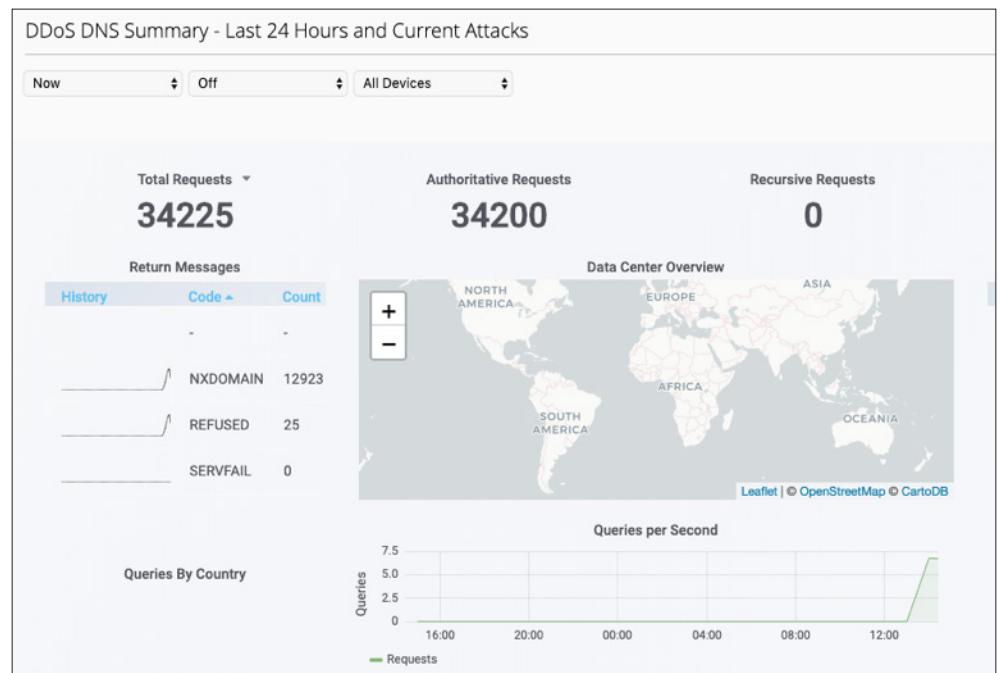 DDoS DNS Summary - Last 24 Hours and Current Attacks
Now Off All Devices
Total Requests
34225
Authoritative Requests
34200
Recursive Requests
0
Return Messages
History Code Count
- -
NXDOMAIN 12923
REFUSED 25
SERVFAIL 0
Data Center Overview
+
−
NORTH
AMERICA
EUROPE
ASIA
AFRICA
SOUTH
AMERICA
OCEANIA
Leaflet | © OpenStreetMap © CartoDB
Queries By Country
Queries per Second
Queries
7.5
5.0
2.5
0
16:00 20:00 00:00 04:00 08:00 12:00
Requests